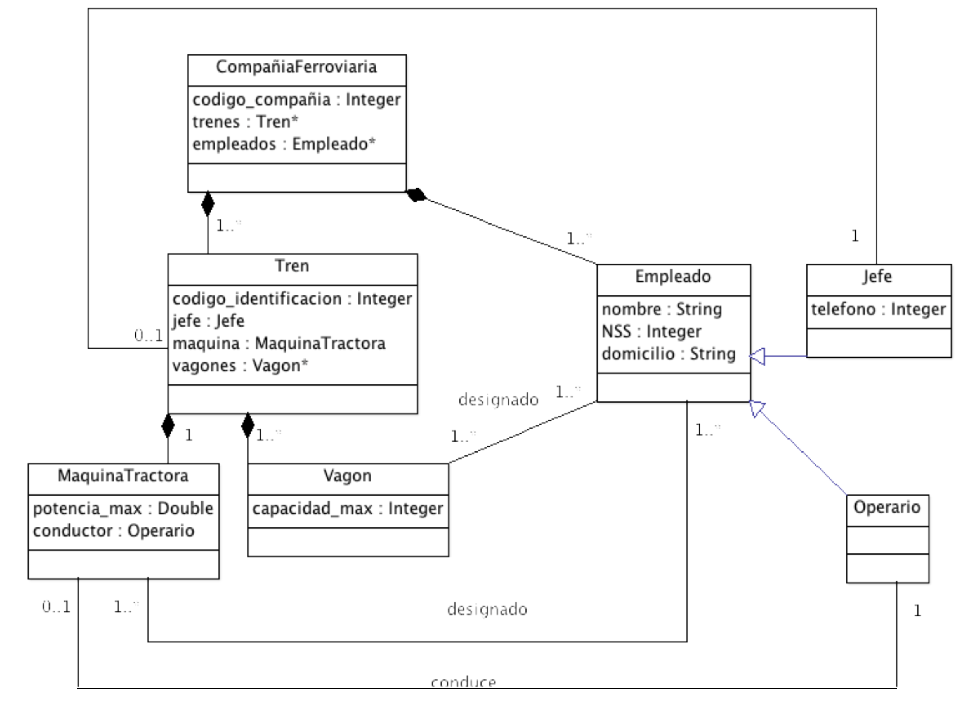 CompañiaFerroviaria
codigo_compañia : Integer
trenes : Tren*
empleados : Empleado*
1..*
1..*
1
Tren
codigo_identificacion : Integer
jefe : Jefe
maquina : MaquinaTractora
vagones : Vagon*
0..1
Empleado
nombre : String
NSS : Integer
domicilio : String
Jefe
telefono : Integer
designado
1..*
1..*
1
1..*
1..*
MaquinaTractora
potencia_max : Double
conductor : Operario
Vagon
capacidad_max : Integer
Operario
0..1
1..*
designado
1
conduce